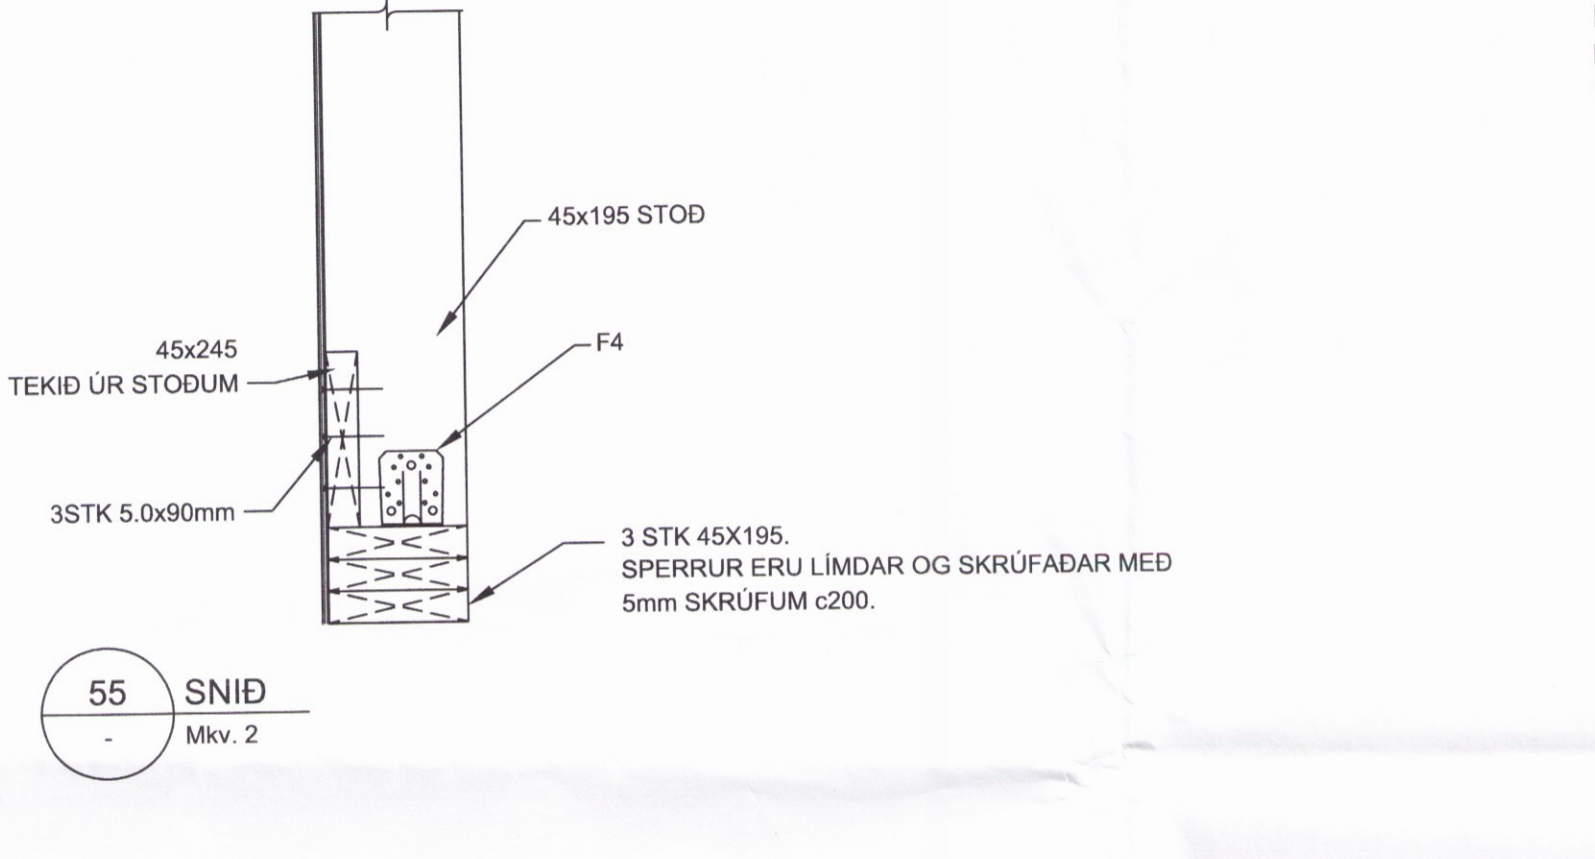 45x195 STOÐ
F4
45x245
TEKIÐ ÚR STOÐUM
3STK 5.0x90mm
3 STK 45X195.
SPERRUR ERU LÍMDAR OG SKRÚFAÐAR MEÐ
5mm SKRÚFUM c200.
55 SNIÐ
- Mkv. 2